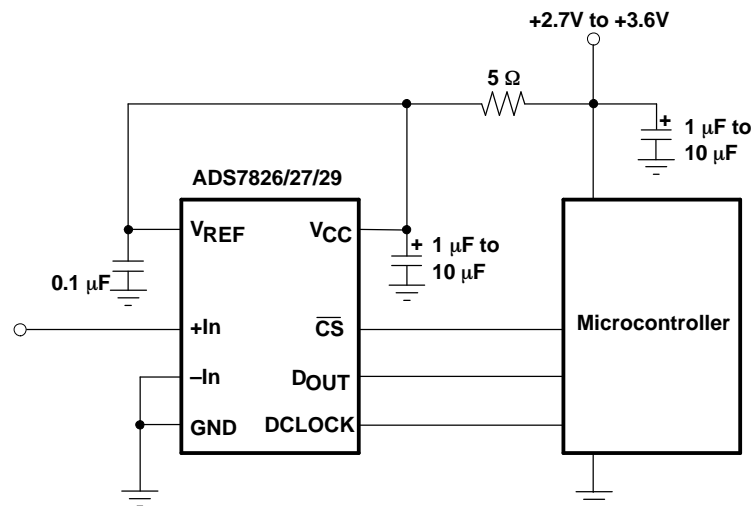 +2.7V to +3.6V
5 Ω
+ 1 μF to
10 μF
ADS7826/27/29
VREF
VCC
+ 1 μF to
10 μF
0.1 μF
+In
CS
Microcontroller
–In
DOUT
GND
DCLOCK